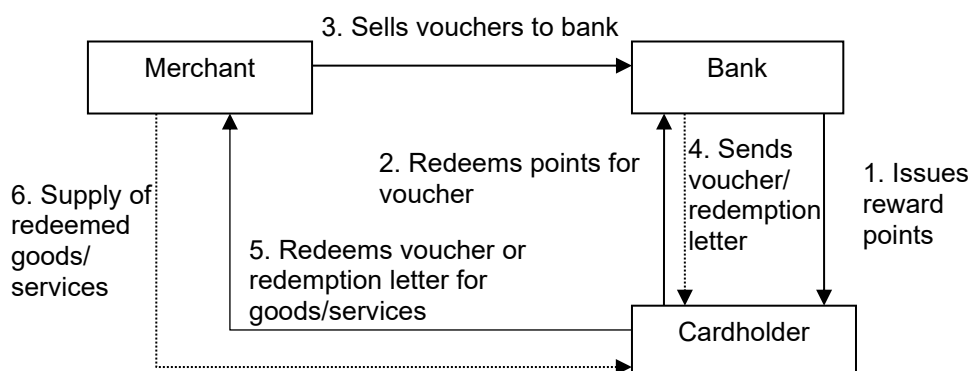 3. Sells vouchers to bank
Merchant
Bank
2. Redeems points for
voucher
4. Sends
voucher/
redemption
letter
1. Issues
reward
points
6. Supply of
redeemed
goods/
services
5. Redeems voucher or
redemption letter for
goods/services
Cardholder